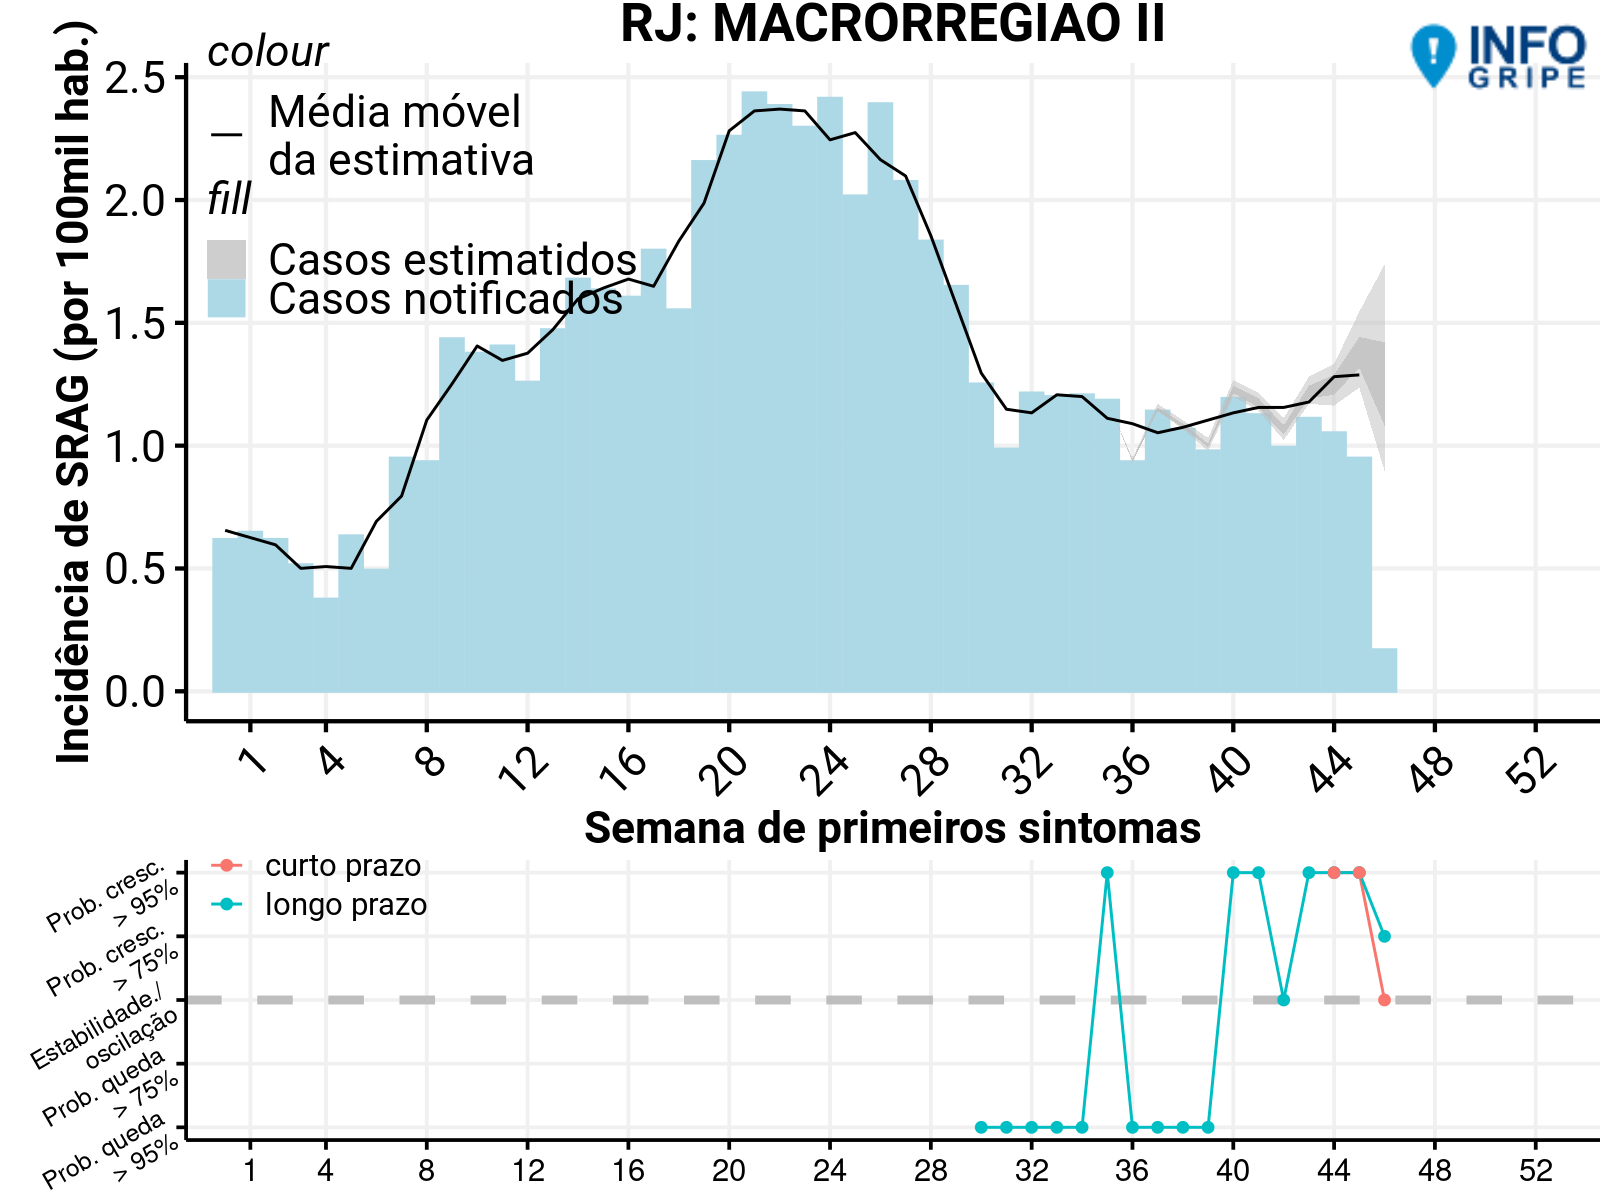 RJ: MACRORREGIAO II
INFO
GRIPE
Incidência de SRAG (por 100mil hab.)
colour
Média móvel
da estimativa
fill
Casos estimatidos
Casos notificados
2.5
2.0
1.5
1.0
0.5
0.0
1 4 8 12 16 20 24 28 32 36 40 44 48 52
Semana de primeiros sintomas
curto prazo
longo prazo
Prob. cresc.
> 95%
Prob. cresc.
> 75%
Estabilidade./
oscilação
Prob. queda
> 75%
Prob. queda
> 95%
1 4 8 12 16 20 24 28 32 36 40 44 48 52